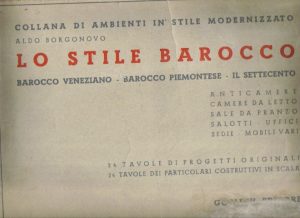 COLLANA DI AMBIENTI IN STILE MODERNIZZATO
ALDO BORGONOVO
LO STILE BAROCCO
BAROCCO VENEZIANO - BAROCCO PIEMONTESE - IL SETTECENTO
ANTICAMERE
CAMERE DA LETTO
SALE DA PRANZO
SALOTTI - UFFICI
SEDIE - MOBILI VARI
TAVOLE DI PROGETTI ORIGINALI
24 TAVOLE DEI PARTICOLARI COSTRUTTIVI IN SCALA